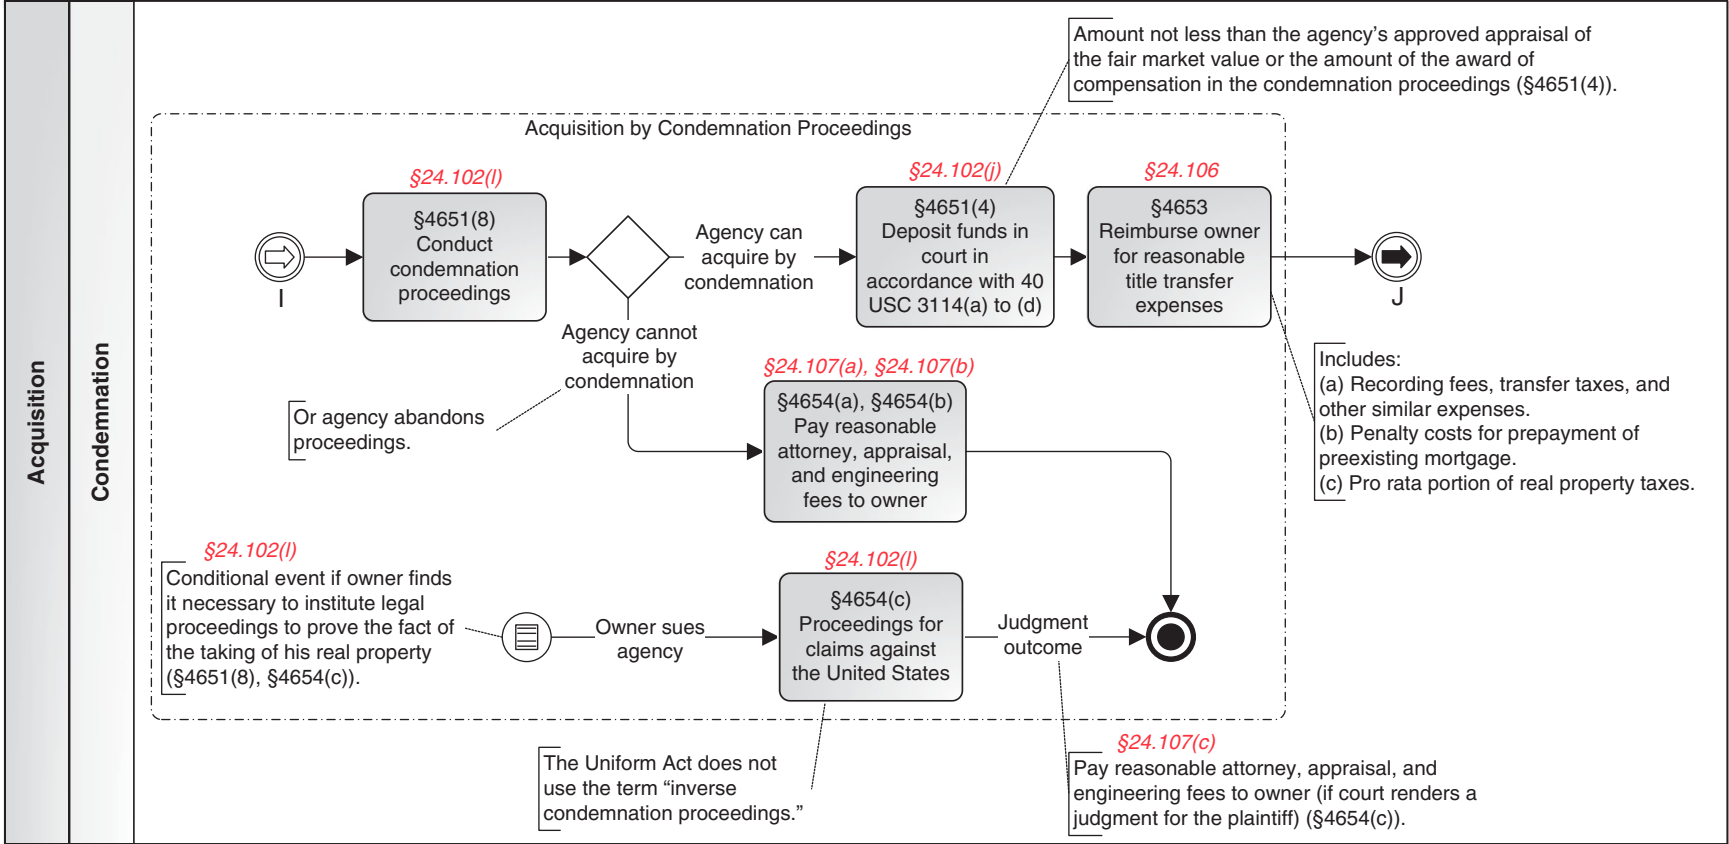 Acquisition
Condemnation
Amount not less than the agency’s approved appraisal of
the fair market value or the amount of the award of
compensation in the condemnation proceedings (§4651(4)).
Acquisition by Condemnation Proceedings
§24.102(l)
§4651(8)
Conduct
condemnation
proceedings
I
Agency can
acquire by
condemnation
§24.102(j)
§4651(4)
Deposit funds in
court in
accordance with 40
USC 3114(a) to (d)
§24.106
§4653
Reimburse owner
for reasonable
title transfer
expenses
J
Agency cannot
acquire by
condemnation
Or agency abandons
proceedings.
§24.107(a), §24.107(b)
§4654(a), §4654(b)
Pay reasonable
attorney, appraisal,
and engineering
fees to owner
Includes:
(a) Recording fees, transfer taxes, and
other similar expenses.
(b) Penalty costs for prepayment of
preexisting mortgage.
(c) Pro rata portion of real property taxes.
§24.102(l)
Conditional event if owner finds
it necessary to institute legal
proceedings to prove the fact of
the taking of his real property
(§4651(8), §4654(c)).
Owner sues
agency
§24.102(l)
§4654(c)
Proceedings for
claims against
the United States
Judgment
outcome
The Uniform Act does not
use the term “inverse
condemnation proceedings.”
§24.107(c)
Pay reasonable attorney, appraisal, and
engineering fees to owner (if court renders a
judgment for the plaintiff) (§4654(c)).